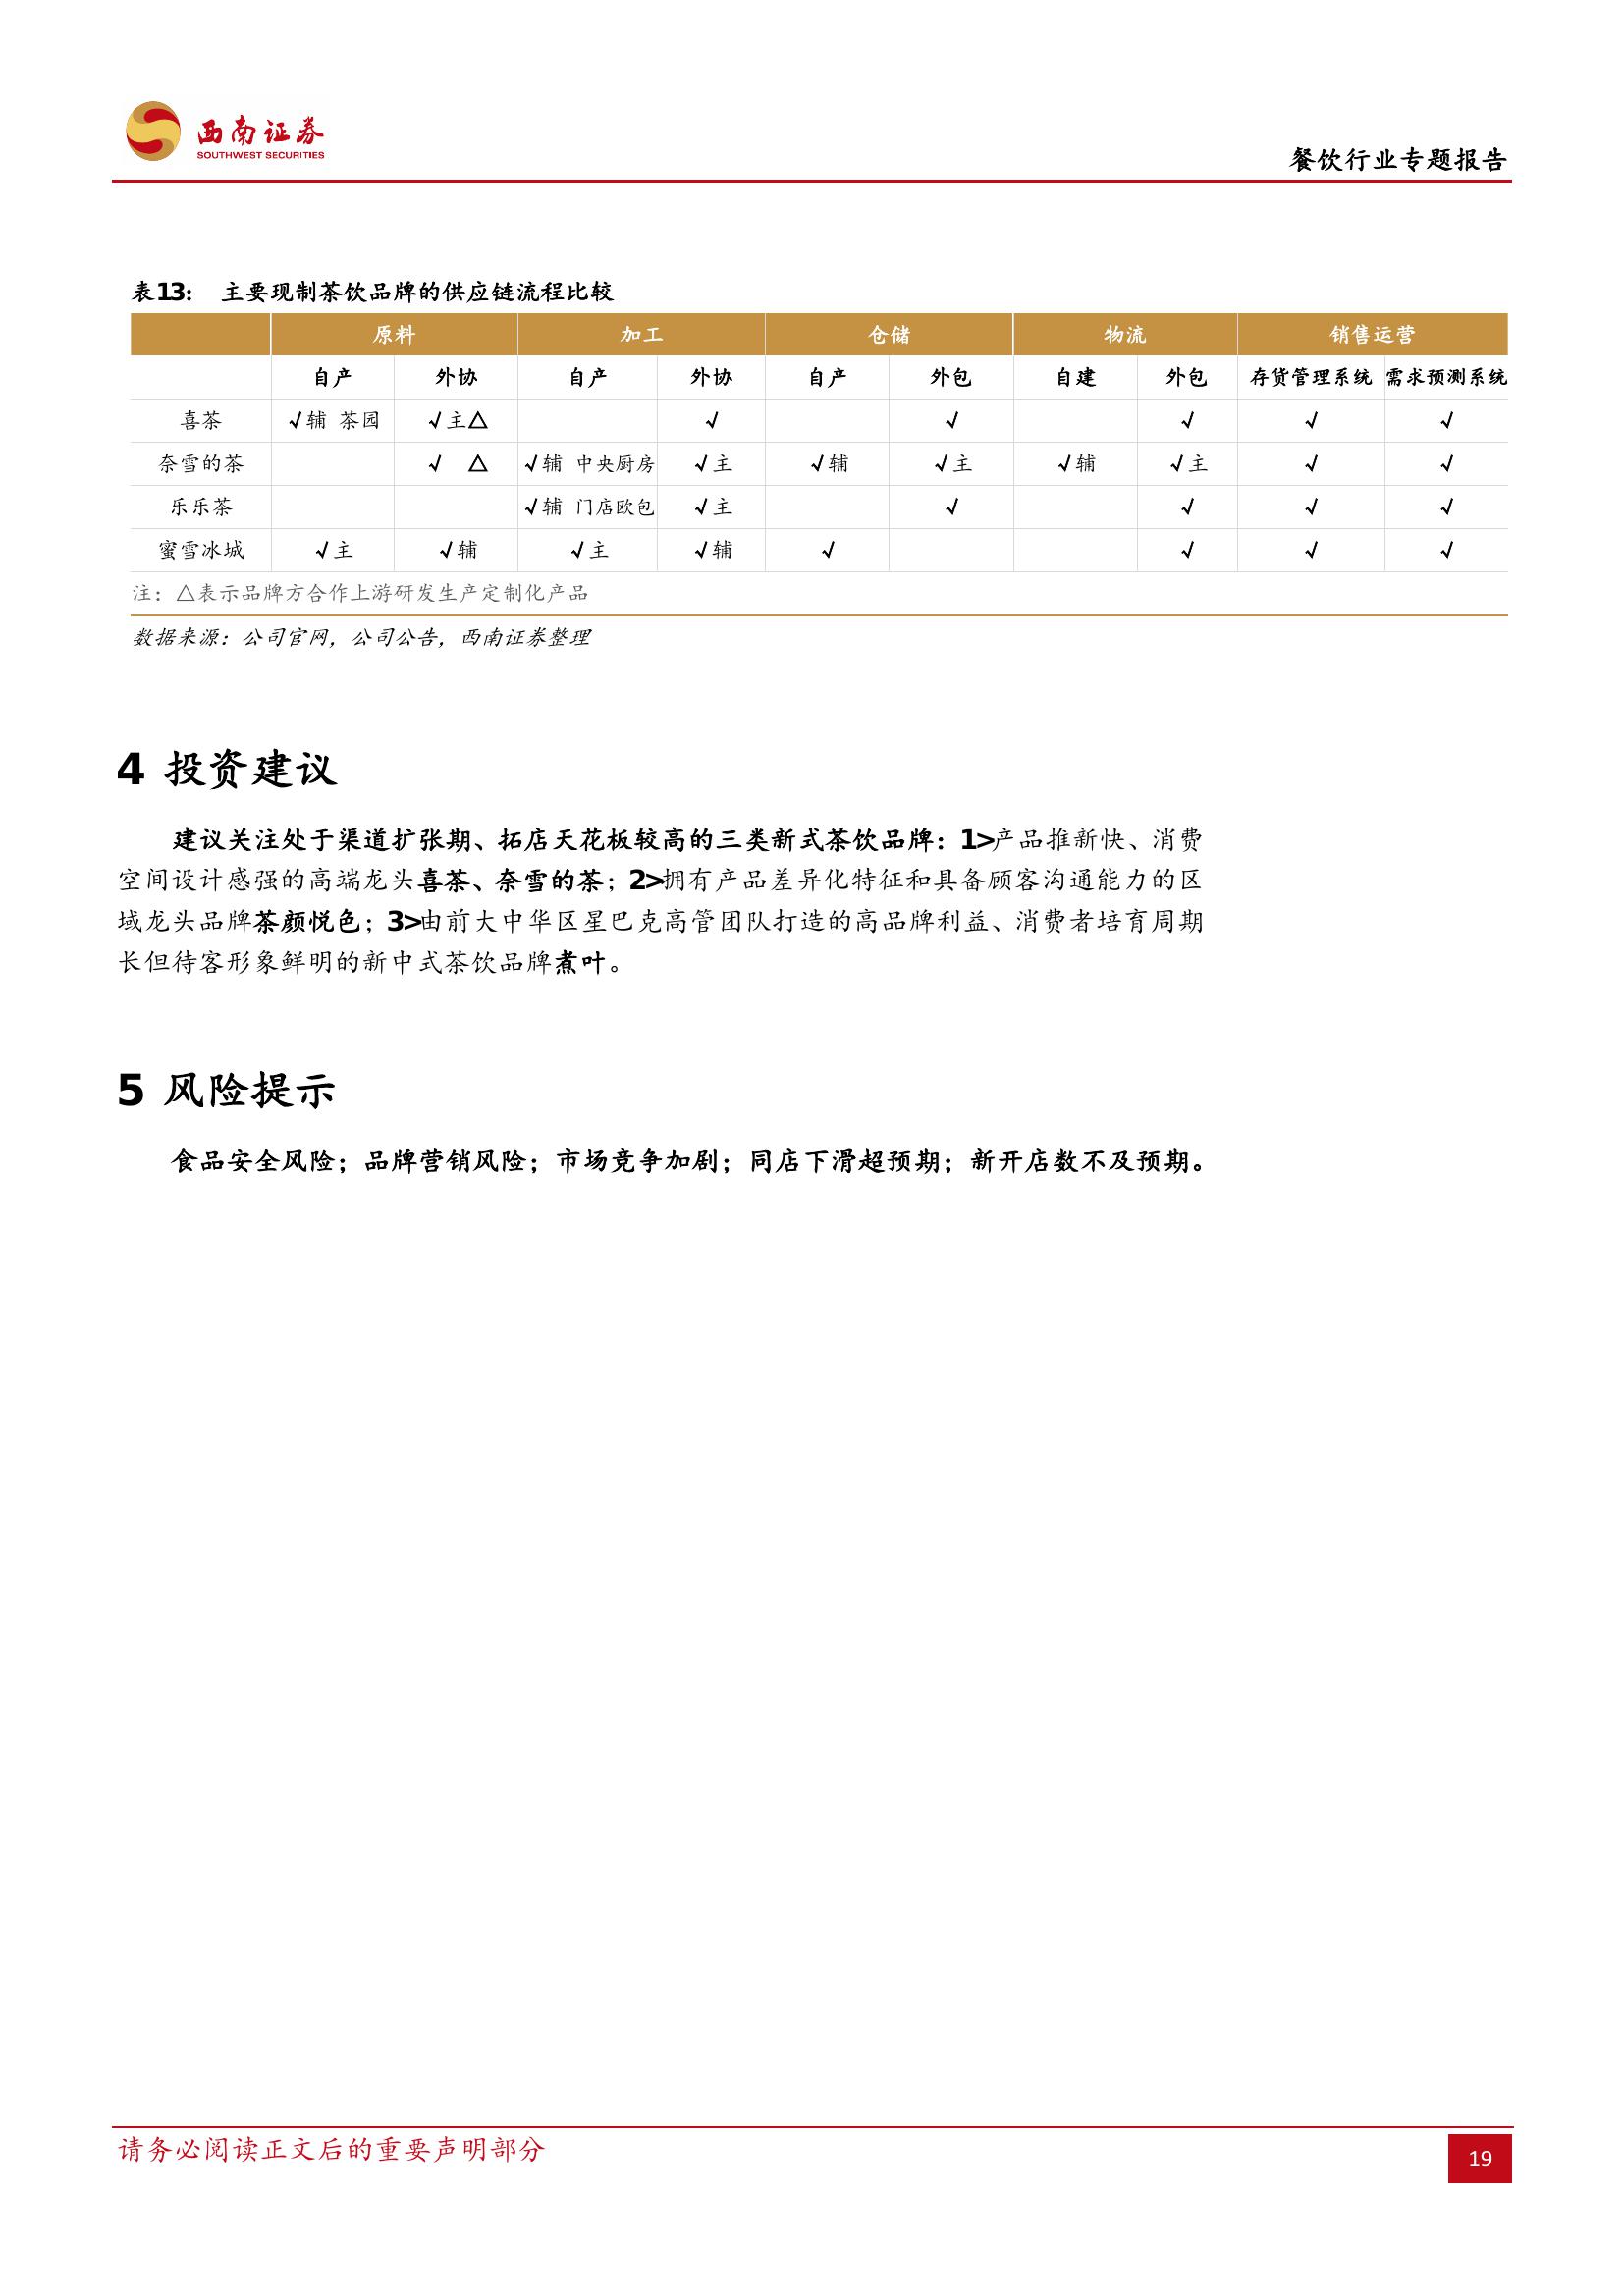 西南证券
SOUTHWEST SECURITIES
餐饮行业专题报告
表13： 主要现制茶饮品牌的供应链流程比较
原料 加工 仓储 物流 销售运营
自产 外协 自产 外协 自产 外包 自建 外包 存货管理系统 需求预测系统
喜茶 √辅 茶园 √主△ √ √ √ √ √
奈雪的茶 √ △ √辅 中央厨房 √主 √辅 √主 √辅 √主 √ √
乐乐茶 √辅 门店欧包 √主 √ √ √ √
蜜雪冰城 √主 √辅 √主 √辅 √ √ √ √
注：△表示品牌方合作上游研发生产定制化产品
数据来源：公司官网，公司公告，西南证券整理
4 投资建议
建议关注处于渠道扩张期、拓店天花板较高的三类新式茶饮品牌：1>产品推新快、消费
空间设计感强的高端龙头喜茶、奈雪的茶；2>拥有产品差异化特征和具备顾客沟通能力的区
域龙头品牌茶颜悦色；3>由前大中华区星巴克高管团队打造的高品牌利益、消费者培育周期
长但待客形象鲜明的新中式茶饮品牌煮叶。
5 风险提示
食品安全风险；品牌营销风险；市场竞争加剧；同店下滑超预期；新开店数不及预期。
请务必阅读正文后的重要声明部分
19